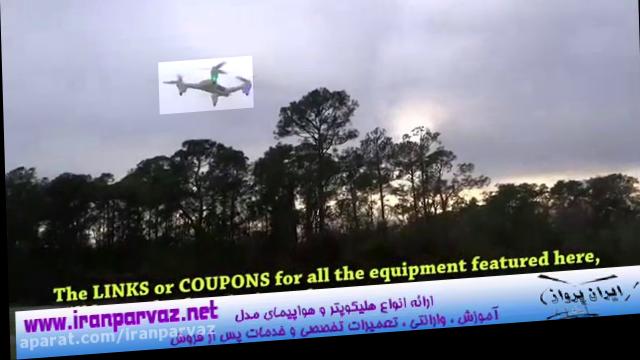 The LINKS or COUPONS for all the equipment featured here,
www.iranparvaz.net
ارائه انواع هلیکوپتر و هواپیمای مدل
آموزش ، وارانتی ، تعمیرات تخصصی و خدمات پس از فروش
ایران پرواز
aparat.com/iranparvaz